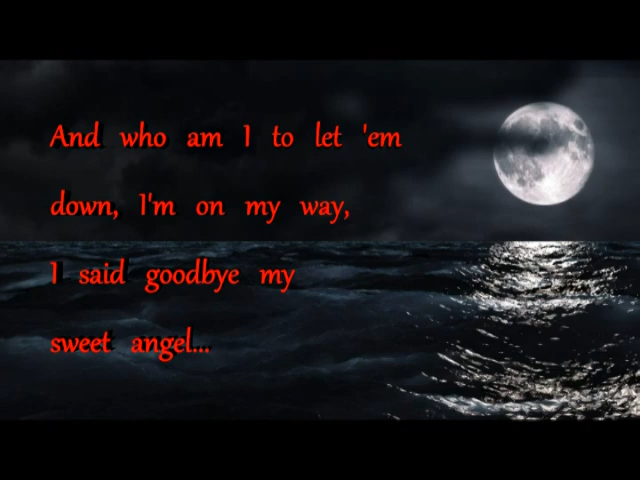 And who am I to let 'em
down, I'm on my way,
I said goodbye my
sweet angel...